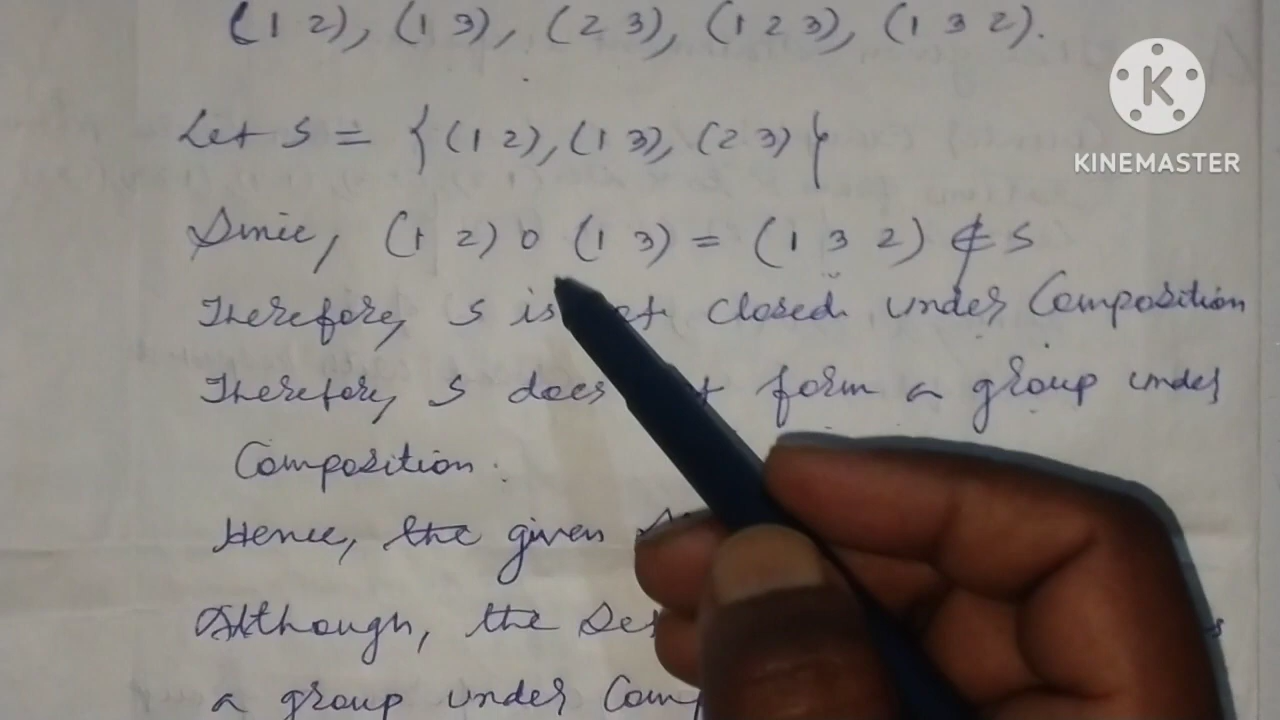 (1 2), (1 3), (2 3), (1 2 3), (1 3 2).
Let S = {(1 2), (1 3), (2 3)}
K
KINEMASTER
Since, (1 2) o (1 3) = (1 3 2) ∉ S
Therefore, S is closed under Composition
Therefore, S does form a group under
Composition.
Hence, the given
Although, the
a group under